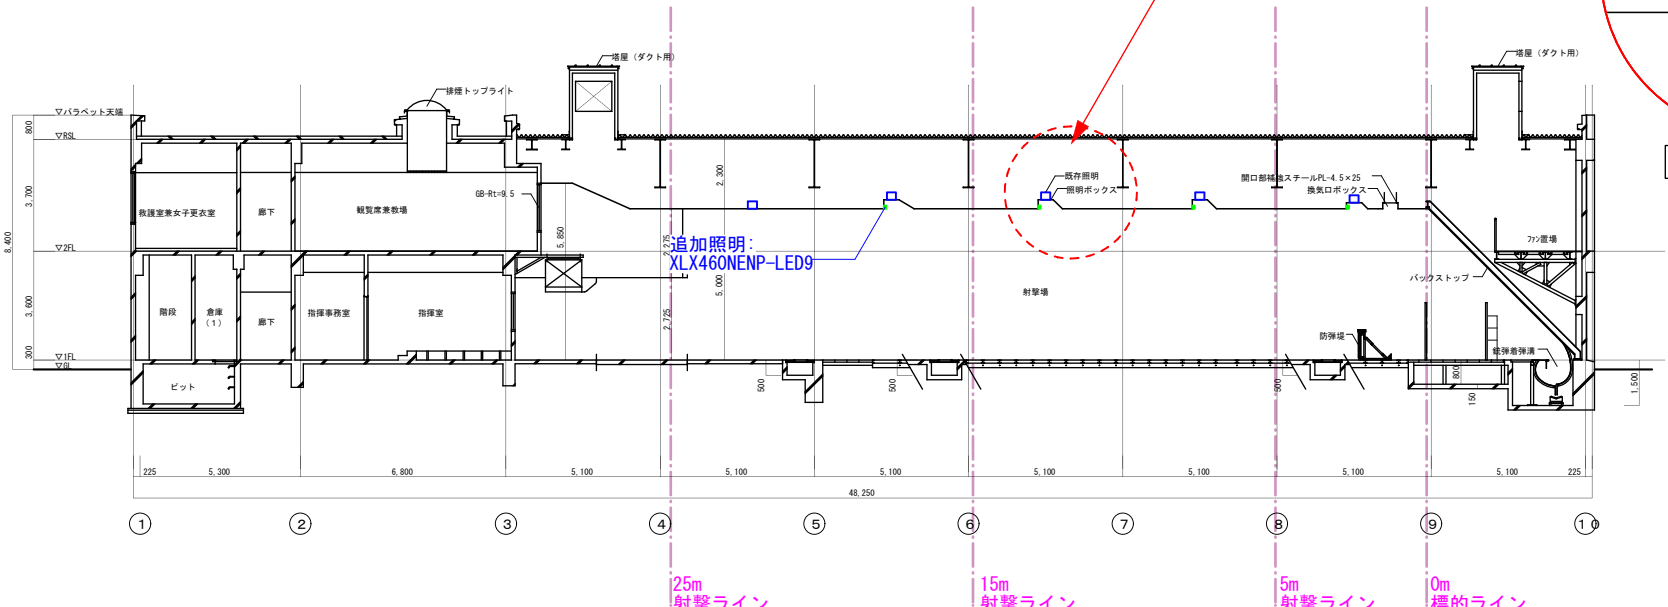 塔屋（ダクト用）
塔屋（ダクト用）
排煙トップライト
▽パラペット天端
800
▽RSL
2,300
既存照明
照明ボックス
開口部補強スチールPL-4.5×25
換気口ボックス
GB-Rt=9.5
3,700
救護室兼女子更衣室
廊下
観覧席兼教場
8,400
▽2FL
5,850
2,275
追加照明:
XLX460NENP-LED9
ﾌｧﾝ置場
バックストップ
5,000
射撃場
3,600
階段
倉庫
（1）
廊下
指揮事務室
指揮室
2,725
防弾堤
銃弾着弾溝
300
▽1FL
▽GL
ピット
500
500
500
800
150
1,500
225
5,300
6,800
5,100
5,100
5,100
5,100
5,100
5,100
225
48,250
1
2
3
4
5
6
7
8
9
10
25m
射撃ライン
15m
射撃ライン
5m
射撃ライン
0m
標的ライン